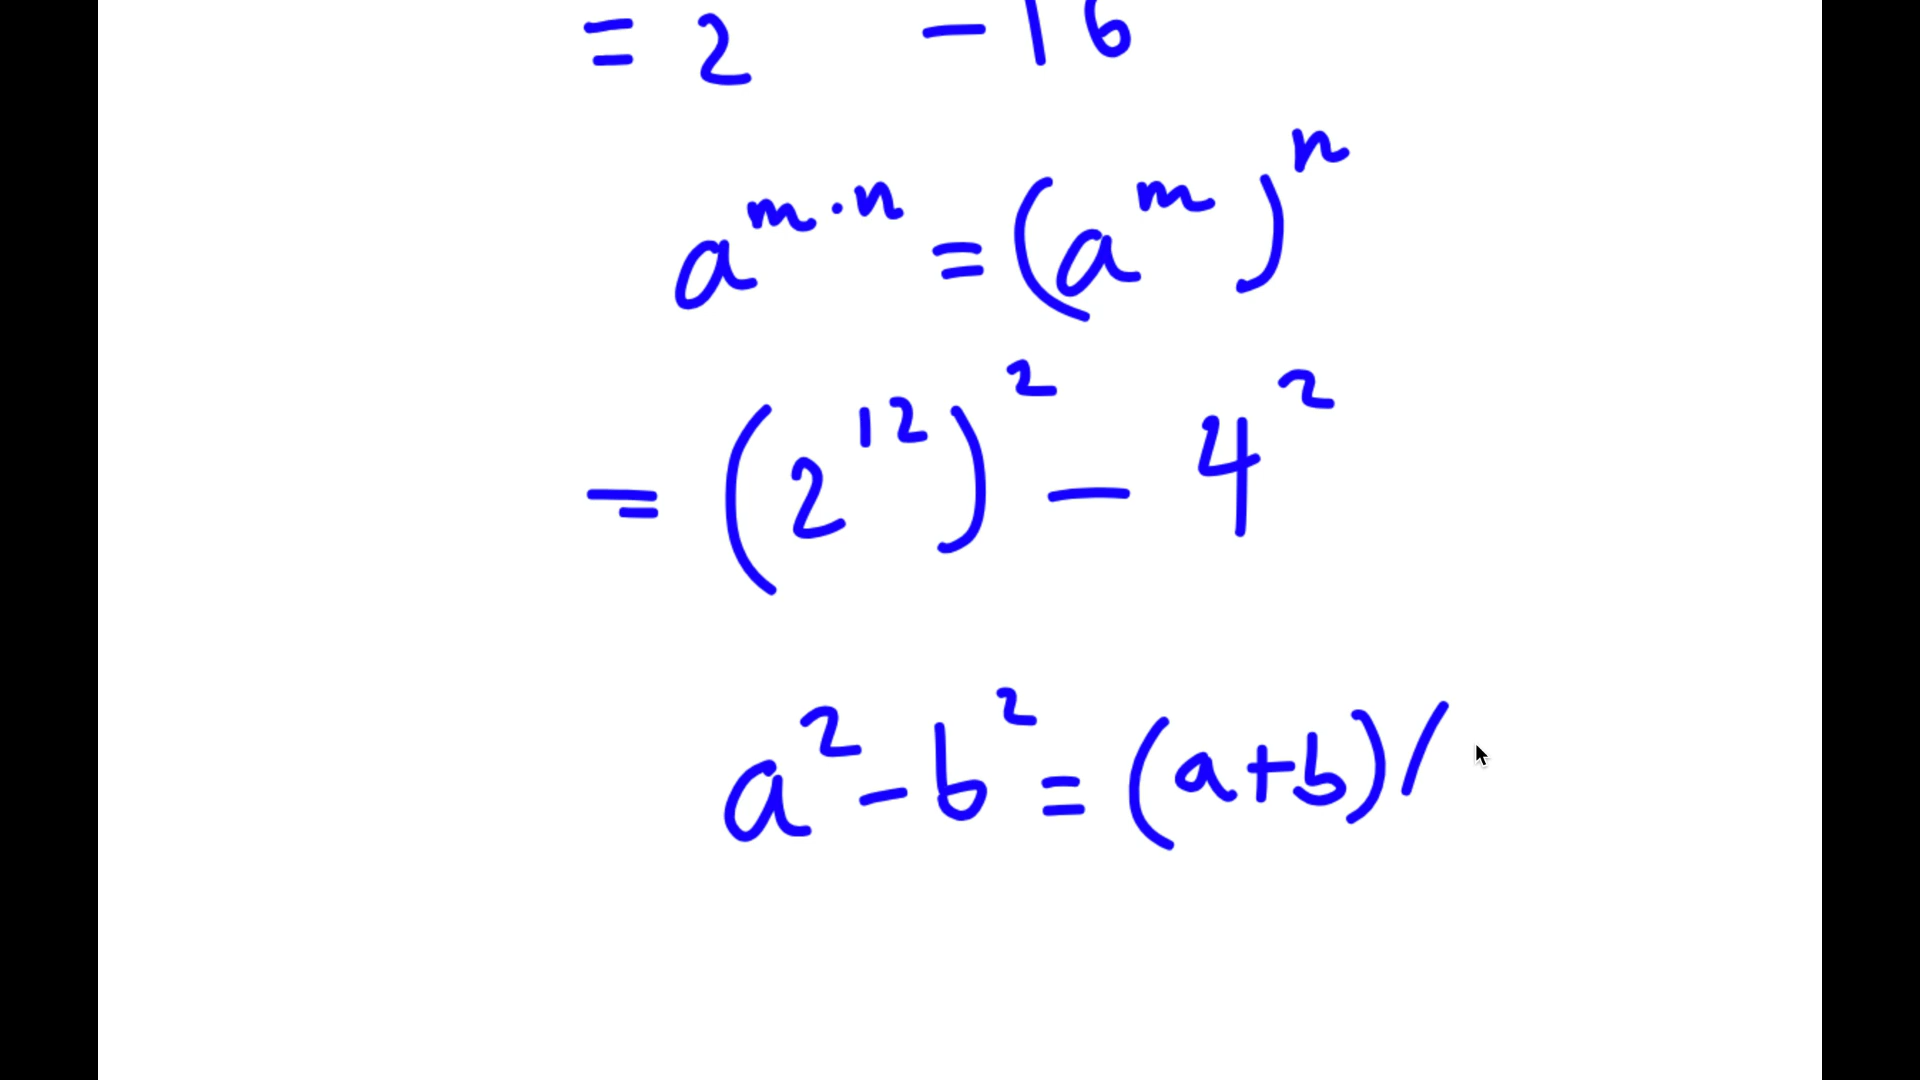 = 2 - 16
a^{m·n} = (a^m)^n
= (2^{12})^2 - 4^2
a^2 - b^2 = (a+b)(